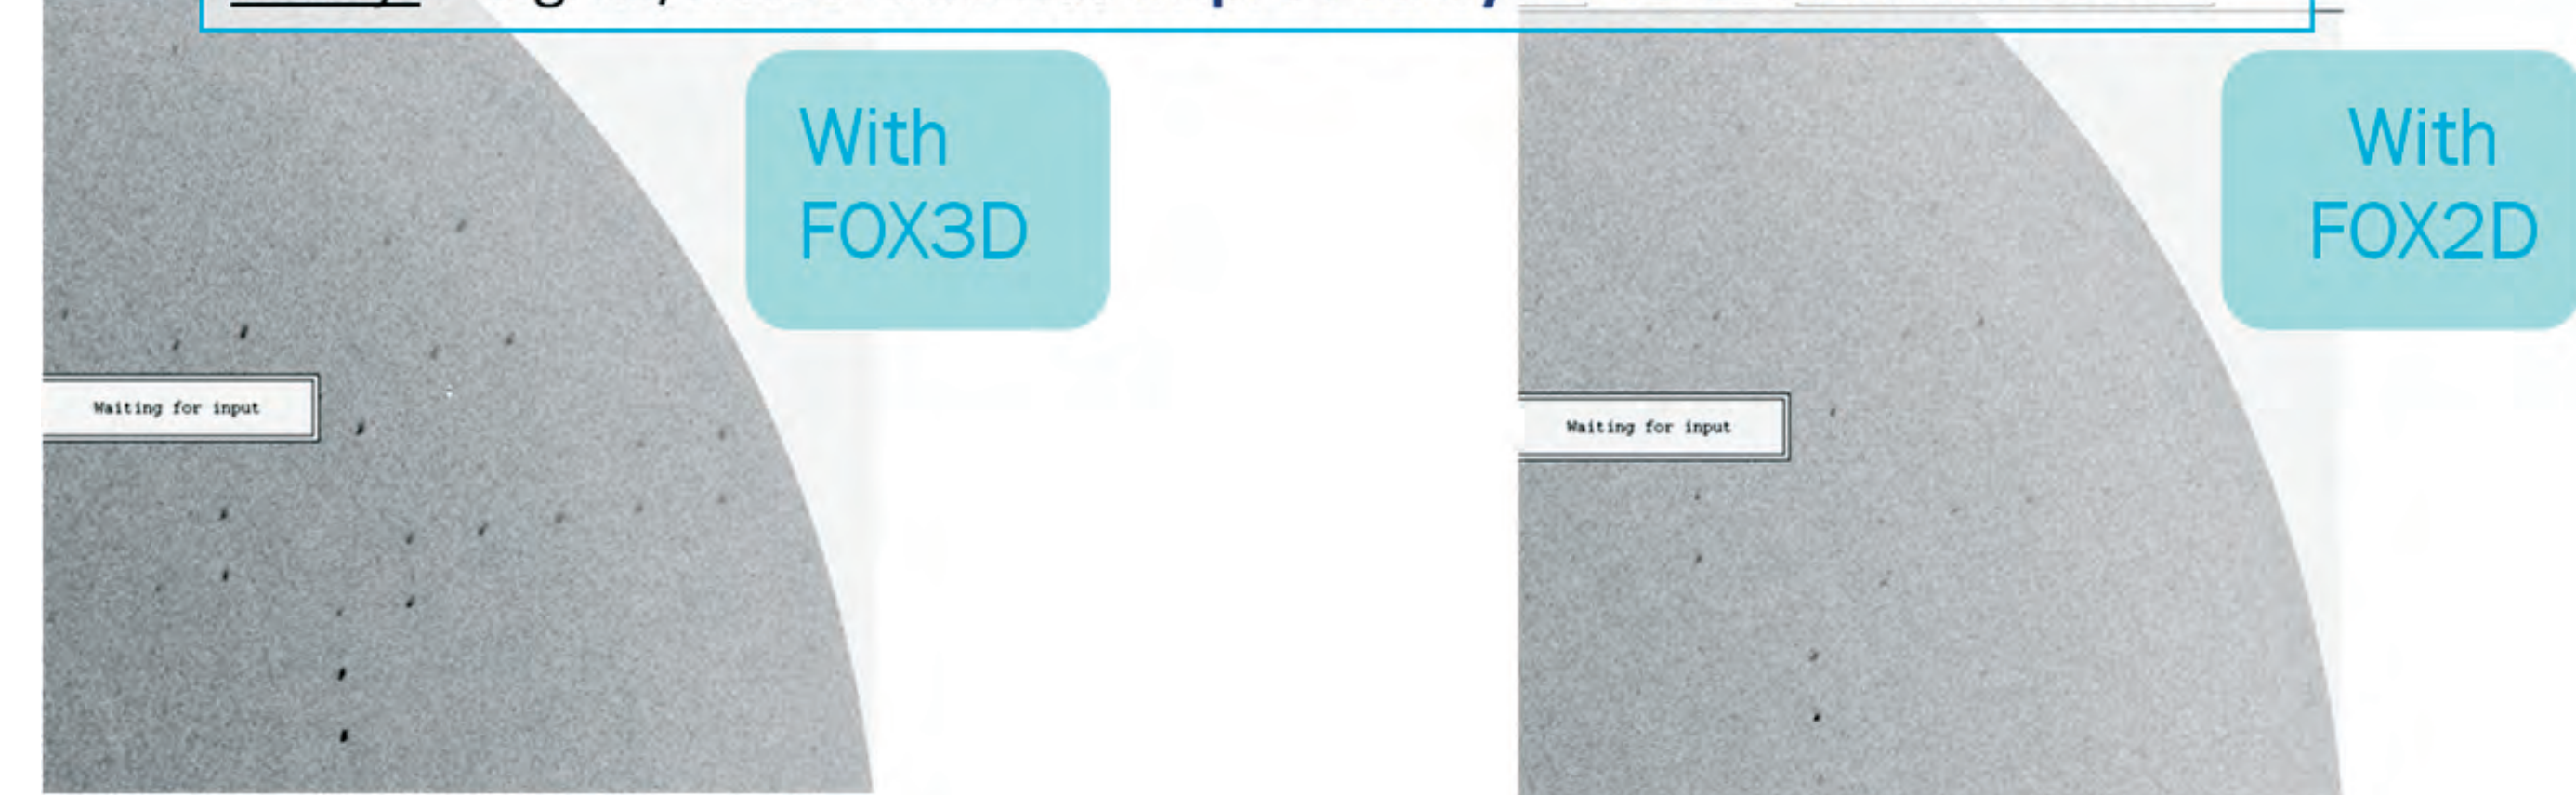 With
FOX3D
With
FOX2D
Waiting for input
Waiting for input